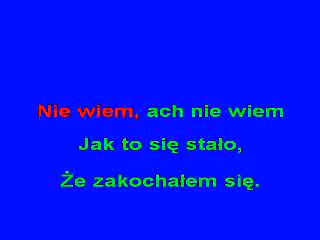 Nie wiem, ach nie wiem
Jak to się stało,
Że zakochałem się.